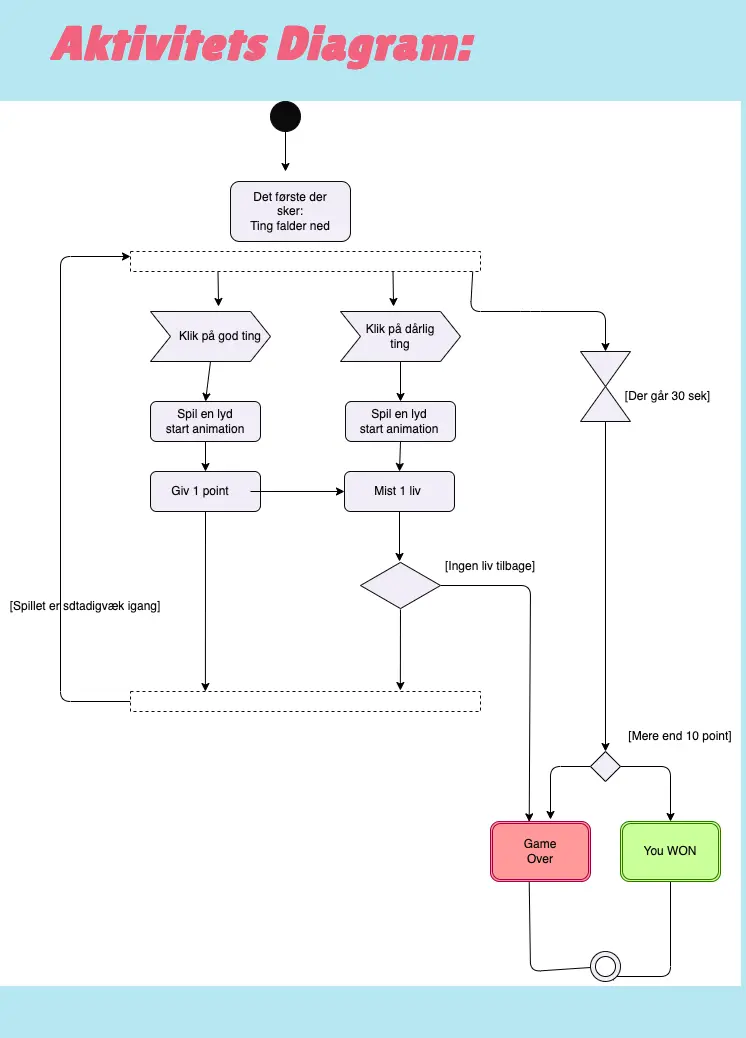 Aktivitets Diagram:
Det første der
sker:
Ting falder ned
Klik på god ting
Klik på dårlig
ting
[Der går 30 sek]
Spil en lyd
start animation
Spil en lyd
start animation
Giv 1 point
Mist 1 liv
[Ingen liv tilbage]
[Spillet er sdtadigvæk igang]
[Mere end 10 point]
Game
Over
You WON